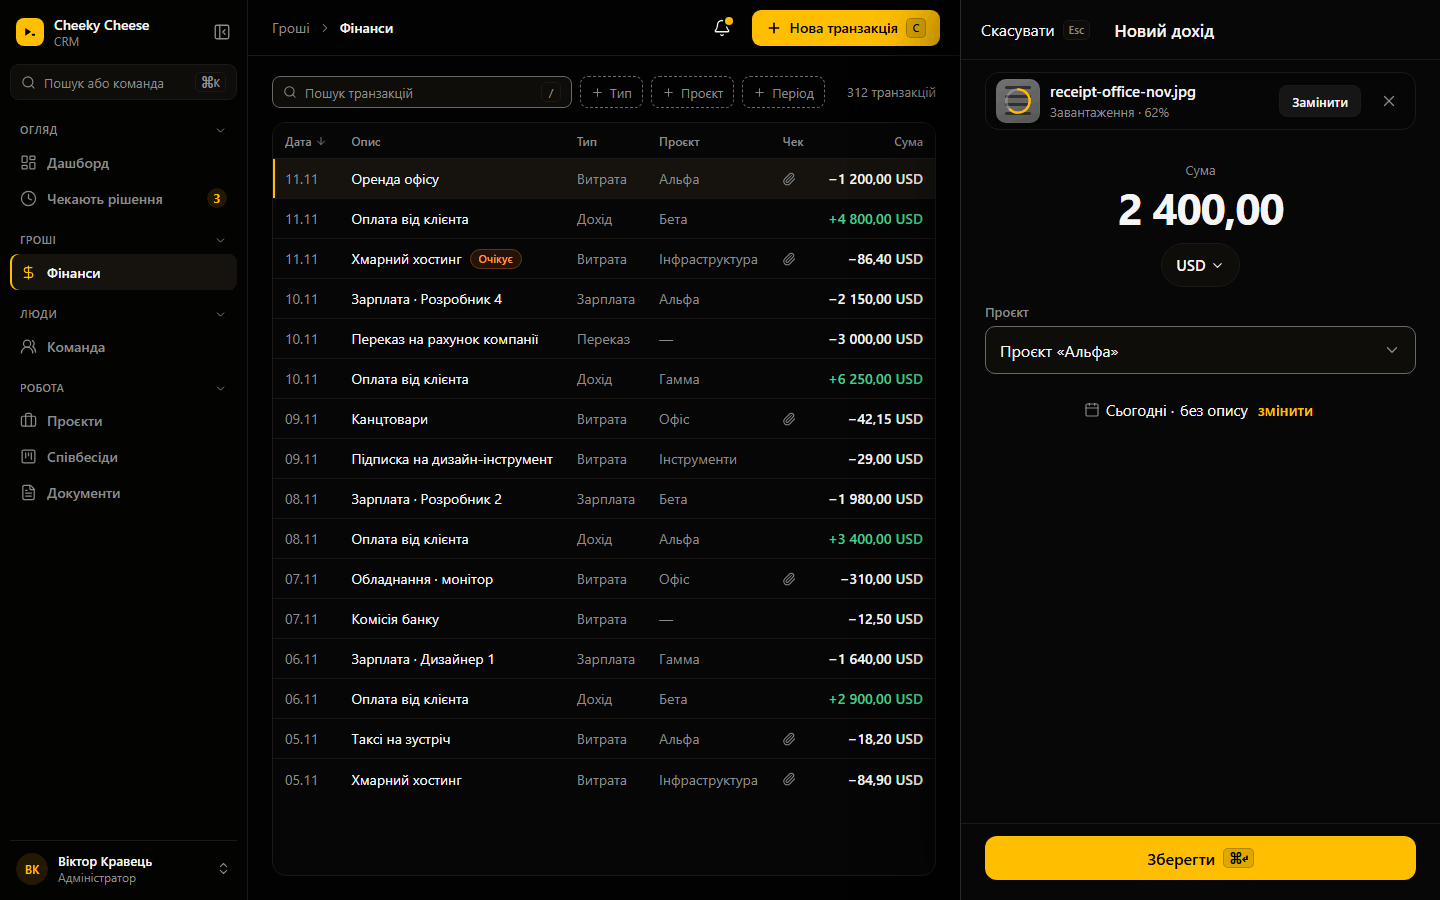 Cheeky Cheese
CRM
Пошук або команда ⌘K
ОГЛЯД
Дашборд
Чекають рішення 3
ГРОШІ
Фінанси
ЛЮДИ
Команда
РОБОТА
Проєкти
Співбесіди
Документи
ВК
Віктор Кравець
Адміністратор
Гроші > Фінанси
+ Нова транзакція C
Пошук транзакцій /
+ Тип
+ Проєкт
+ Період
312 транзакцій
Дата ↓ Опис Тип Проєкт Чек Сума
11.11 Оренда офісу Витрата Альфа −1 200,00 USD
11.11 Оплата від клієнта Дохід Бета +4 800,00 USD
11.11 Хмарний хостинг Очікує Витрата Інфраструктура −86,40 USD
10.11 Зарплата · Розробник 4 Зарплата Альфа −2 150,00 USD
10.11 Переказ на рахунок компанії Переказ — −3 000,00 USD
10.11 Оплата від клієнта Дохід Гамма +6 250,00 USD
09.11 Канцтовари Витрата Офіс −42,15 USD
09.11 Підписка на дизайн-інструмент Витрата Інструменти −29,00 USD
08.11 Зарплата · Розробник 2 Зарплата Бета −1 980,00 USD
08.11 Оплата від клієнта Дохід Альфа +3 400,00 USD
07.11 Обладнання · монітор Витрата Офіс −310,00 USD
07.11 Комісія банку Витрата — −12,50 USD
06.11 Зарплата · Дизайнер 1 Зарплата Гамма −1 640,00 USD
06.11 Оплата від клієнта Дохід Бета +2 900,00 USD
05.11 Таксі на зустріч Витрата Альфа −18,20 USD
05.11 Хмарний хостинг Витрата Інфраструктура −84,90 USD
Скасувати Esc Новий дохід
receipt-office-nov.jpg
Завантаження · 62%
Замінити
Сума
2 400,00
USD
Проєкт
Проєкт «Альфа»
Сьогодні · без опису змінити
Зберегти ⌘↵